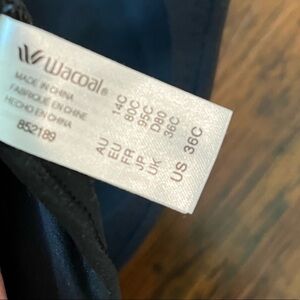 Wacoal®
MADE IN CHINA
FABRIQUE EN CHINE
HECHO EN CHINA
852189
AU 14C
EU 80C
FR 95C
JP D80
UK 36C
US 36C